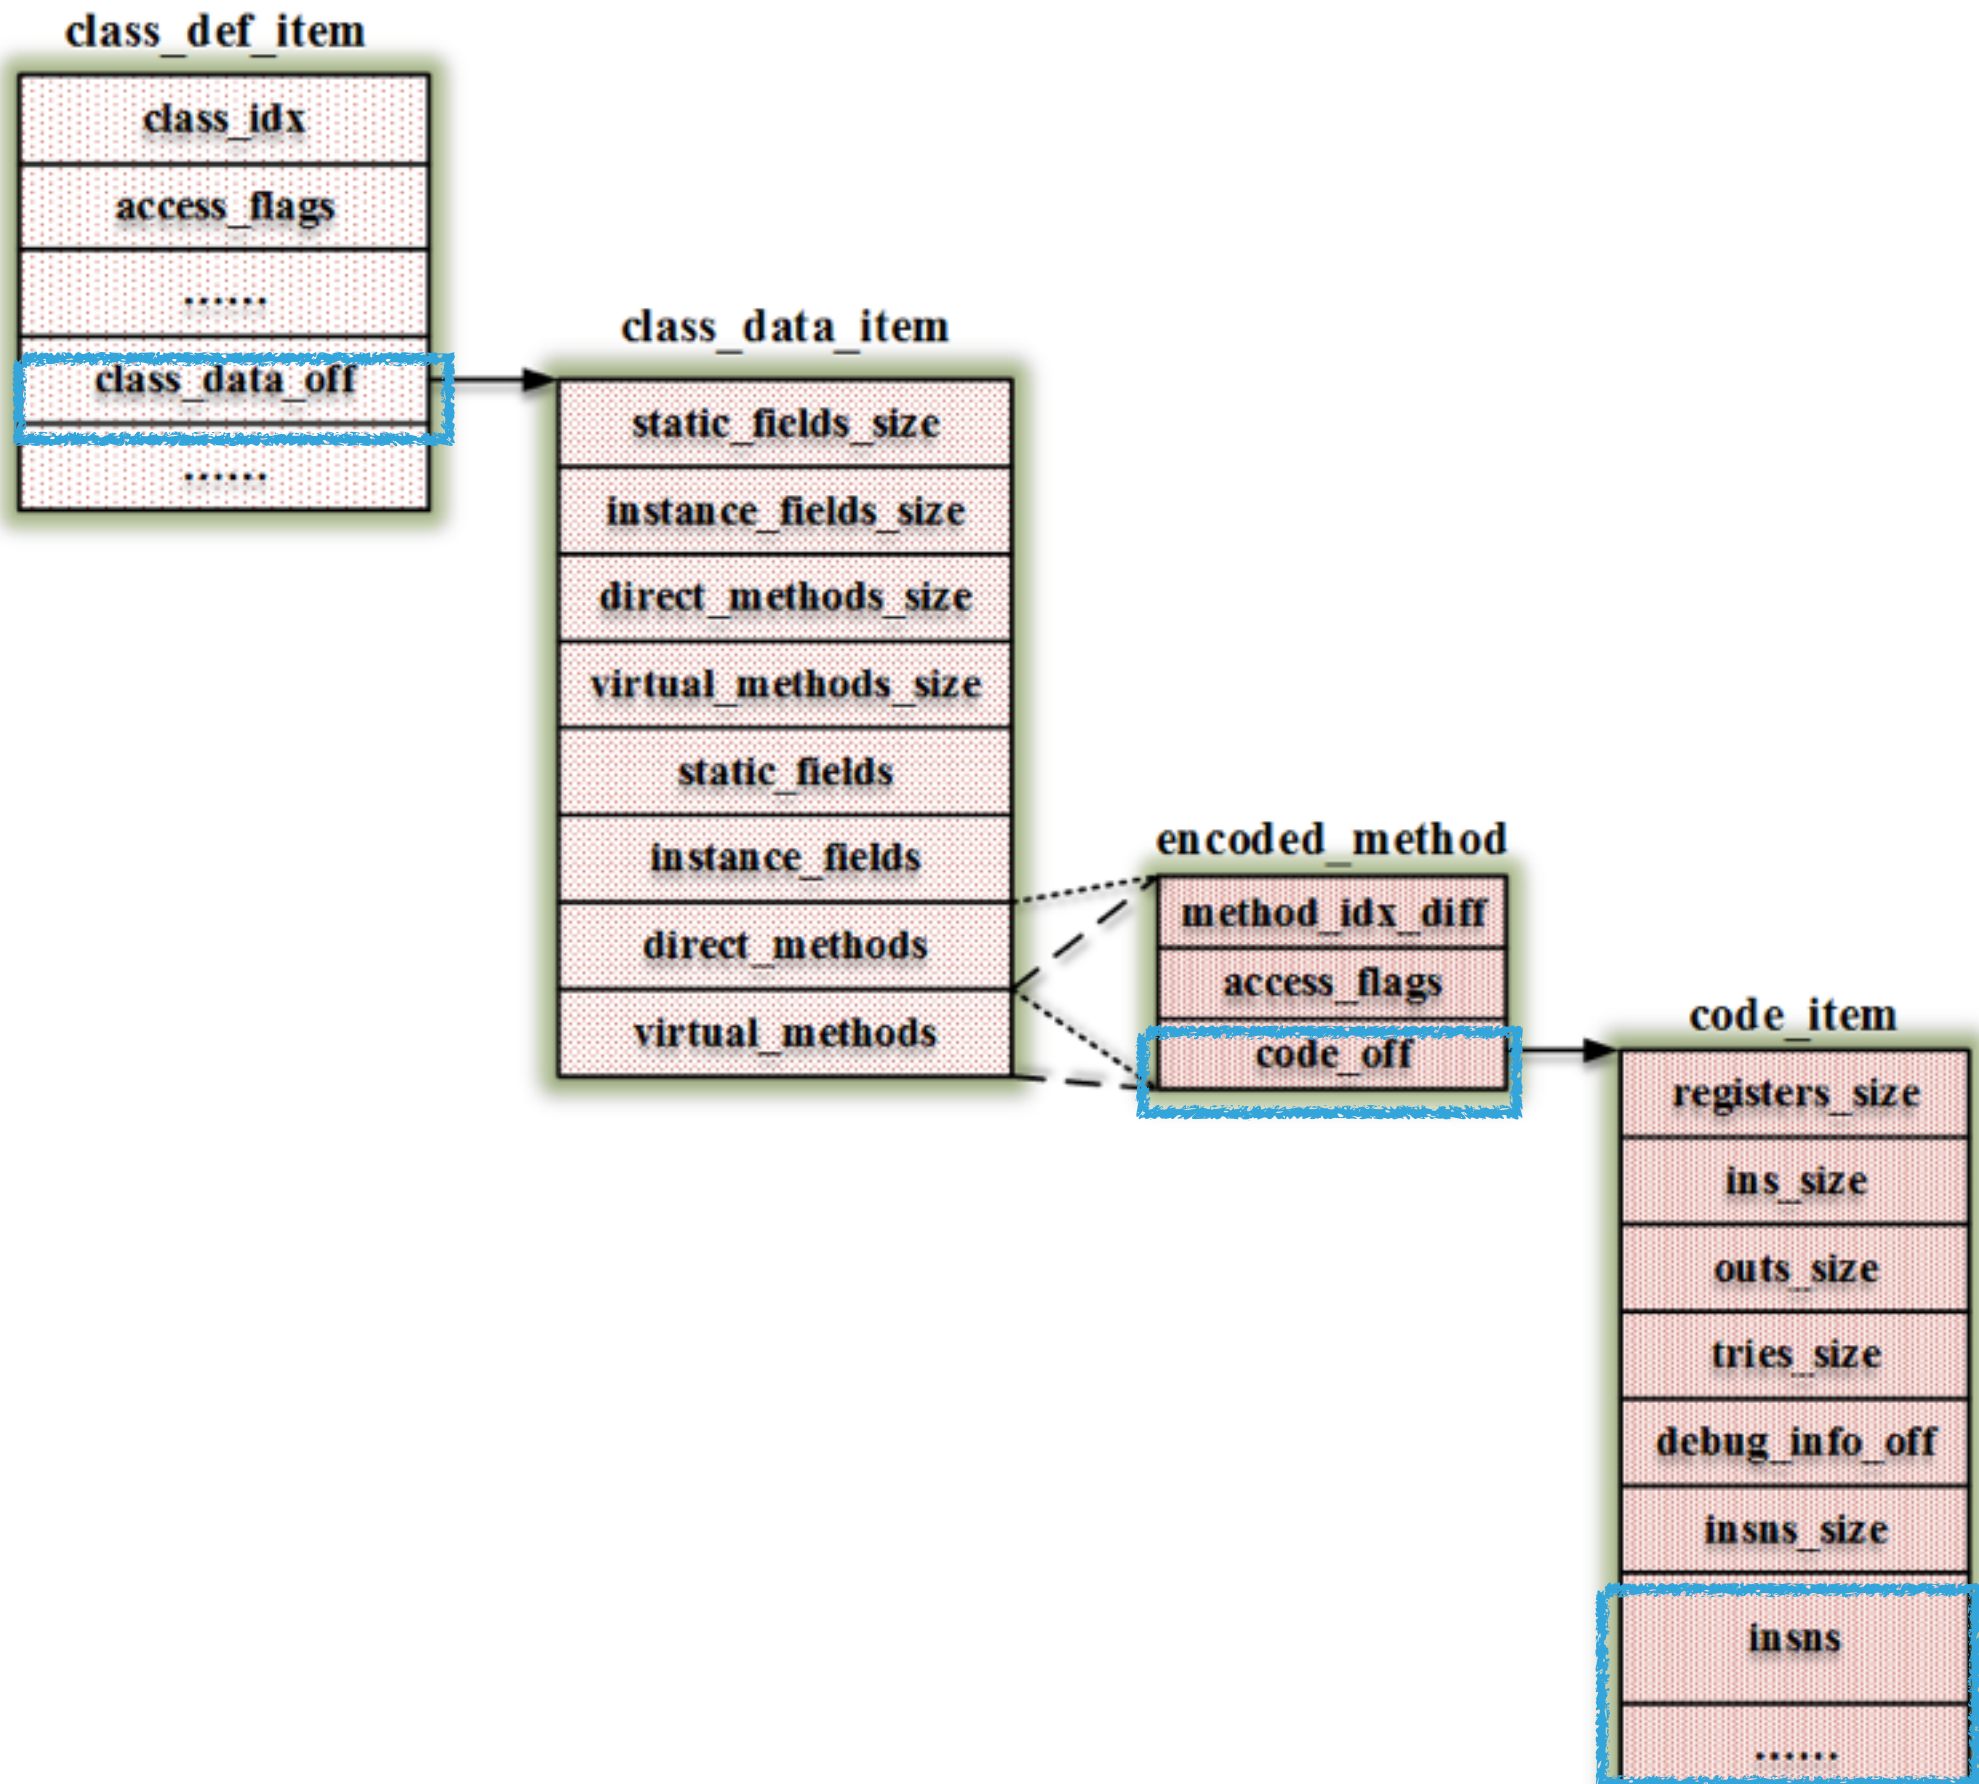 class_def_item
class_idx
access_flags
......
class_data_off
......
class_data_item
static_fields_size
instance_fields_size
direct_methods_size
virtual_methods_size
static_fields
instance_fields
direct_methods
virtual_methods
encoded_method
method_idx_diff
access_flags
code_off
code_item
registers_size
ins_size
outs_size
tries_size
debug_info_off
insns_size
insns
......